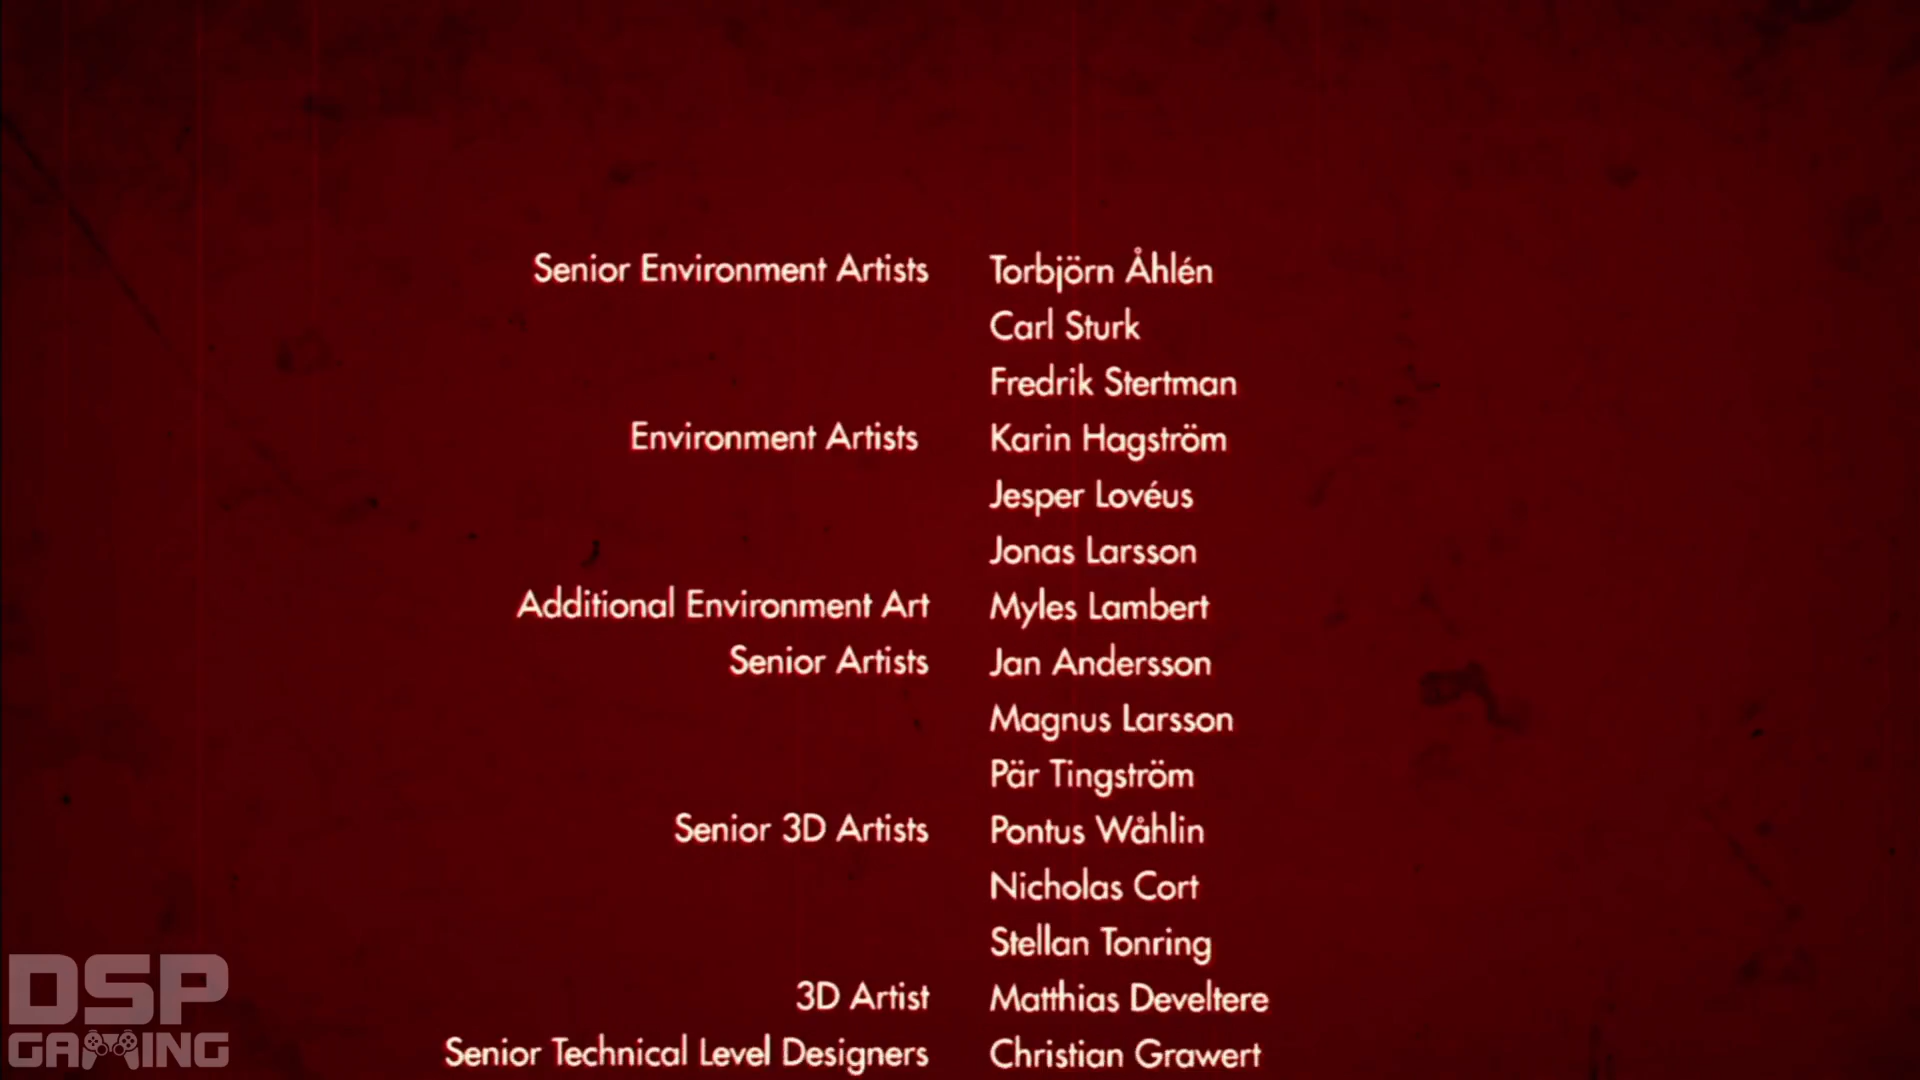 Senior Environment Artists Torbjörn Åhlén
Carl Sturk
Fredrik Stertman
Environment Artists Karin Hagström
Jesper Lovéus
Jonas Larsson
Additional Environment Art Myles Lambert
Senior Artists Jan Andersson
Magnus Larsson
Pär Tingström
Senior 3D Artists Pontus Wåhlin
Nicholas Cort
Stellan Tonring
3D Artist Matthias Develtere
Senior Technical Level Designers Christian Grawert
DSP
GAMING